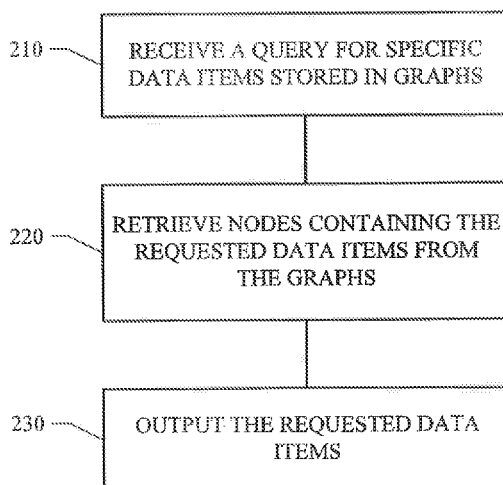 210
RECEIVE A QUERY FOR SPECIFIC
DATA ITEMS STORED IN GRAPHS
220
RETRIEVE NODES CONTAINING THE
REQUESTED DATA ITEMS FROM
THE GRAPHS
230
OUTPUT THE REQUESTED DATA
ITEMS